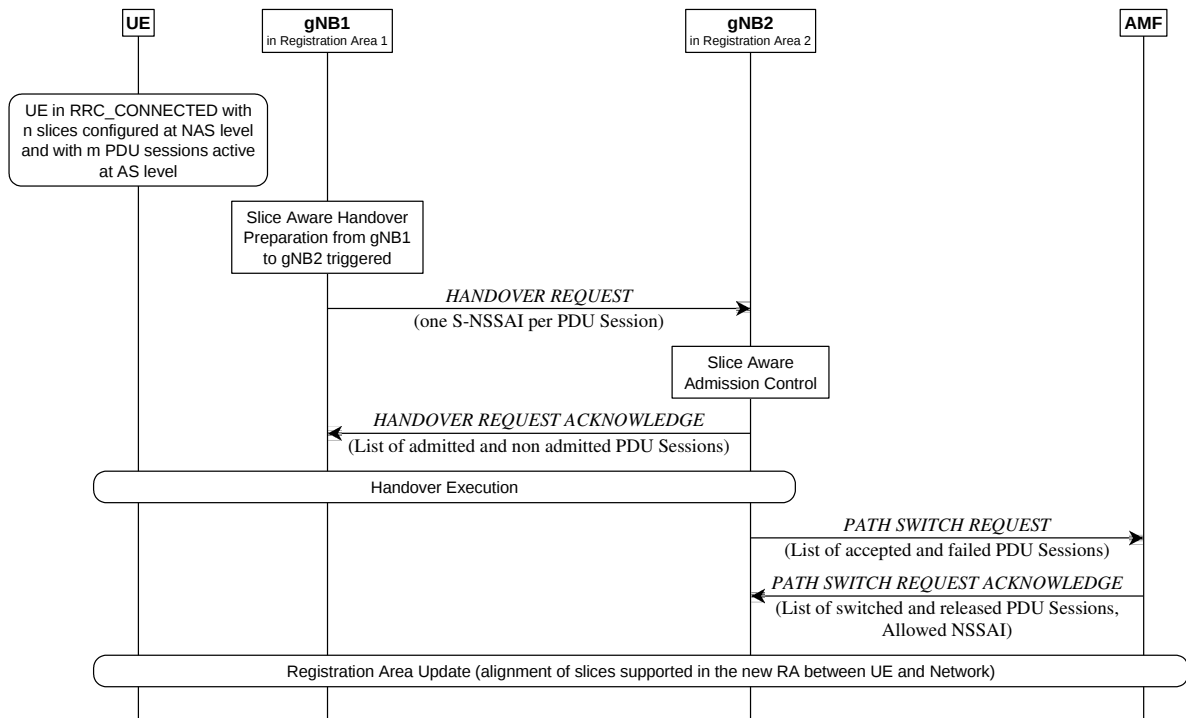 UE
gNB1
in Registration Area 1
gNB2
in Registration Area 2
AMF
UE in RRC_CONNECTED with
n slices configured at NAS level
and with m PDU sessions active
at AS level
Slice Aware Handover
Preparation from gNB1
to gNB2 triggered
HANDOVER REQUEST
(one S-NSSAI per PDU Session)
Slice Aware
Admission Control
HANDOVER REQUEST ACKNOWLEDGE
(List of admitted and non admitted PDU Sessions)
Handover Execution
PATH SWITCH REQUEST
(List of accepted and failed PDU Sessions)
PATH SWITCH REQUEST ACKNOWLEDGE
(List of switched and released PDU Sessions,
Allowed NSSAI)
Registration Area Update (alignment of slices supported in the new RA between UE and Network)